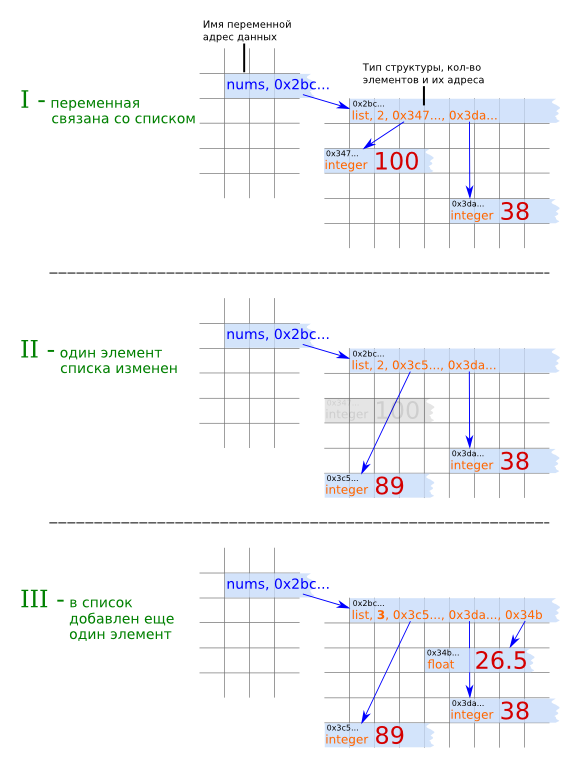 Имя переменной
адрес данных
Тип структуры, кол-во
элементов и их адреса
I - переменная
связана со списком
nums, 0x2bc...
0x2bc...
list, 2, 0x347..., 0x3da...
0x347...
integer 100
0x3da...
integer 38
II - один элемент
списка изменен
nums, 0x2bc...
0x2bc...
list, 2, 0x3c5..., 0x3da...
integer 100
0x3da...
integer 38
0x3c5...
integer 89
III - в список
добавлен еще
один элемент
nums, 0x2bc...
0x2bc...
list, 3, 0x3c5..., 0x3da..., 0x34b
0x34b...
float 26.5
0x3da...
integer 38
0x3c5...
integer 89